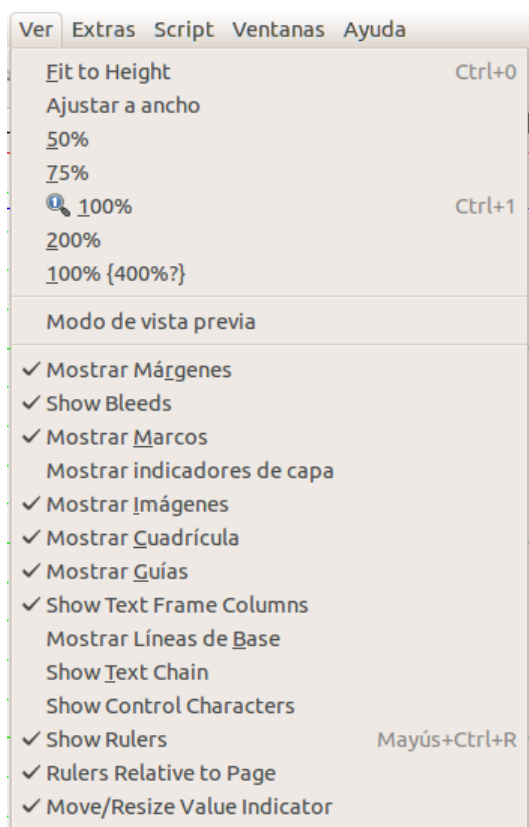 Ver Extras Script Ventanas Ayuda
Fit to Height Ctrl+0
Ajustar a ancho
50%
75%
100% Ctrl+1
200%
100% {400%?}
Modo de vista previa
Mostrar Márgenes
Show Bleeds
Mostrar Marcos
Mostrar indicadores de capa
Mostrar Imágenes
Mostrar Cuadrícula
Mostrar Guías
Show Text Frame Columns
Mostrar Líneas de Base
Show Text Chain
Show Control Characters
Show Rulers Mayús+Ctrl+R
Rulers Relative to Page
Move/Resize Value Indicator